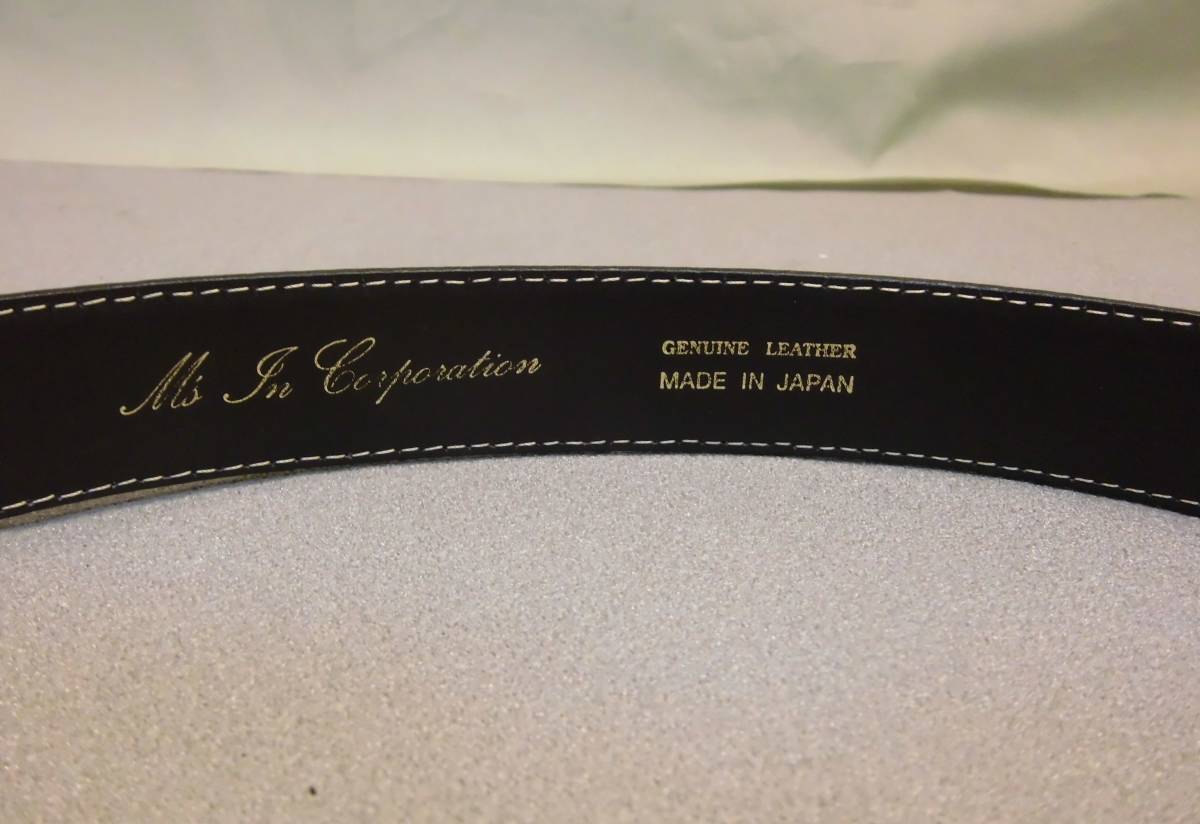 M's In Corporation
GENUINE LEATHER
MADE IN JAPAN